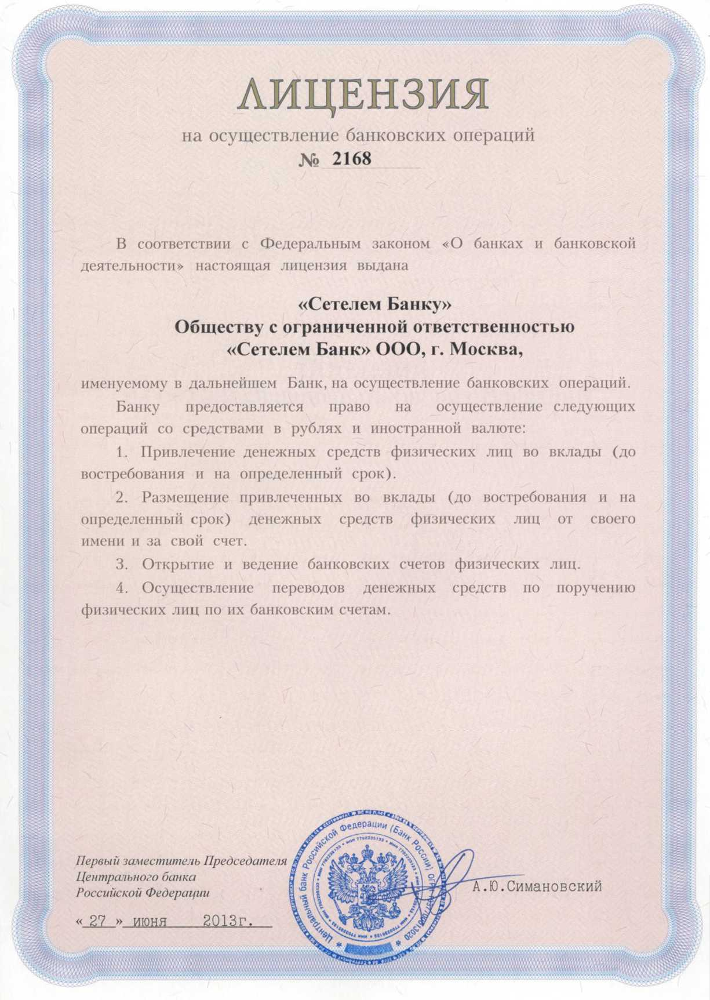 ЛИЦЕНЗИЯ
на осуществление банковских операций
№ 2168
В соответствии с Федеральным законом «О банках и банковской
деятельности» настоящая лицензия выдана
«Сетелем Банку»
Обществу с ограниченной ответственностью
«Сетелем Банк» ООО, г. Москва,
именуемому в дальнейшем Банк, на осуществление банковских операций.
Банку предоставляется право на осуществление следующих
операций со средствами в рублях и иностранной валюте:
1. Привлечение денежных средств физических лиц во вклады (до
востребования и на определенный срок).
2. Размещение привлеченных во вклады (до востребования и на
определенный срок) денежных средств физических лиц от своего
имени и за свой счет.
3. Открытие и ведение банковских счетов физических лиц.
4. Осуществление переводов денежных средств по поручению
физических лиц по их банковским счетам.
Первый заместитель Председателя
Центрального банка
Российской Федерации
«27» июня 2013г.
Центральный банк Российской Федерации (Банк России)
ИНН 7702235133
А.Ю.Симановский